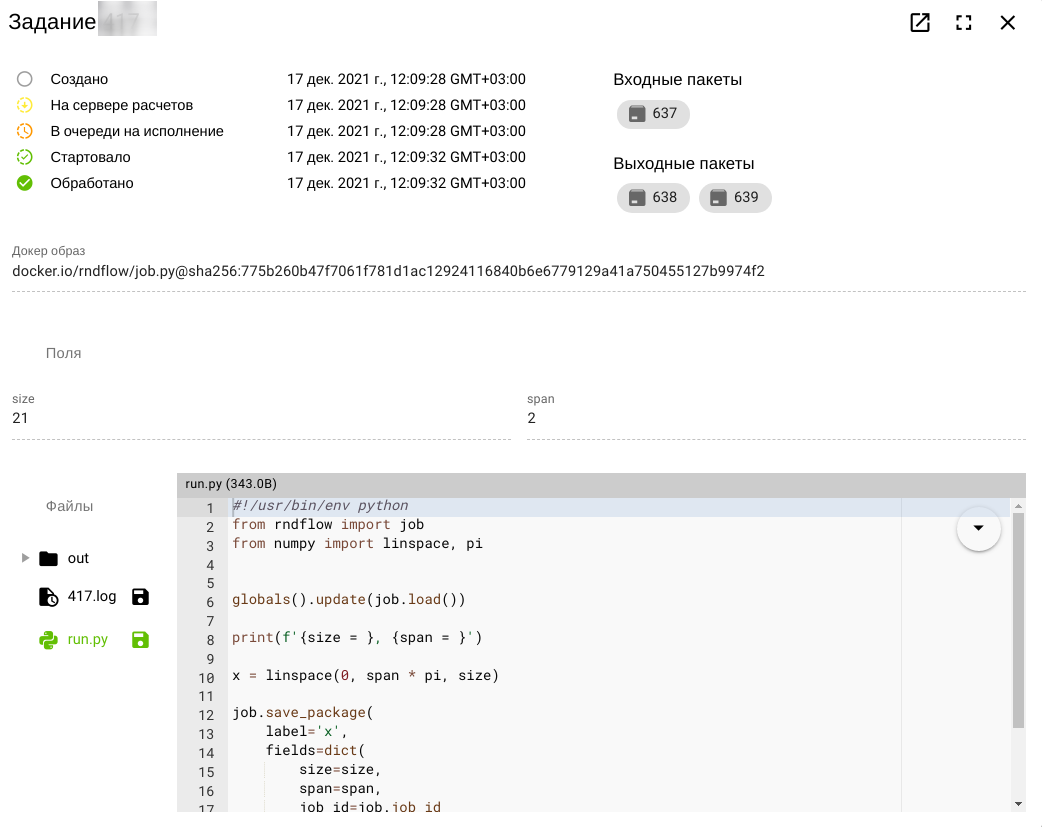 Задание
Создано 17 дек. 2021 г., 12:09:28 GMT+03:00
На сервере расчетов 17 дек. 2021 г., 12:09:28 GMT+03:00
В очереди на исполнение 17 дек. 2021 г., 12:09:28 GMT+03:00
Стартовало 17 дек. 2021 г., 12:09:32 GMT+03:00
Обработано 17 дек. 2021 г., 12:09:32 GMT+03:00
Входные пакеты
637
Выходные пакеты
638 639
Докер образ
docker.io/rndflow/job.py@sha256:775b260b47f7061f781d1ac12924116840b6e6779129a41a750455127b9974f2
Поля
size
21
span
2
Файлы
out
417.log
run.py
run.py (343.0B)
1 #!/usr/bin/env python
2 from rndflow import job
3 from numpy import linspace, pi
4
5
6 globals().update(job.load())
7
8 print(f'{size = }, {span = }')
9
10 x = linspace(0, span * pi, size)
11
12 job.save_package(
13     label='x',
14     fields=dict(
15         size=size,
16         span=span,
17         job_id=job.job_id